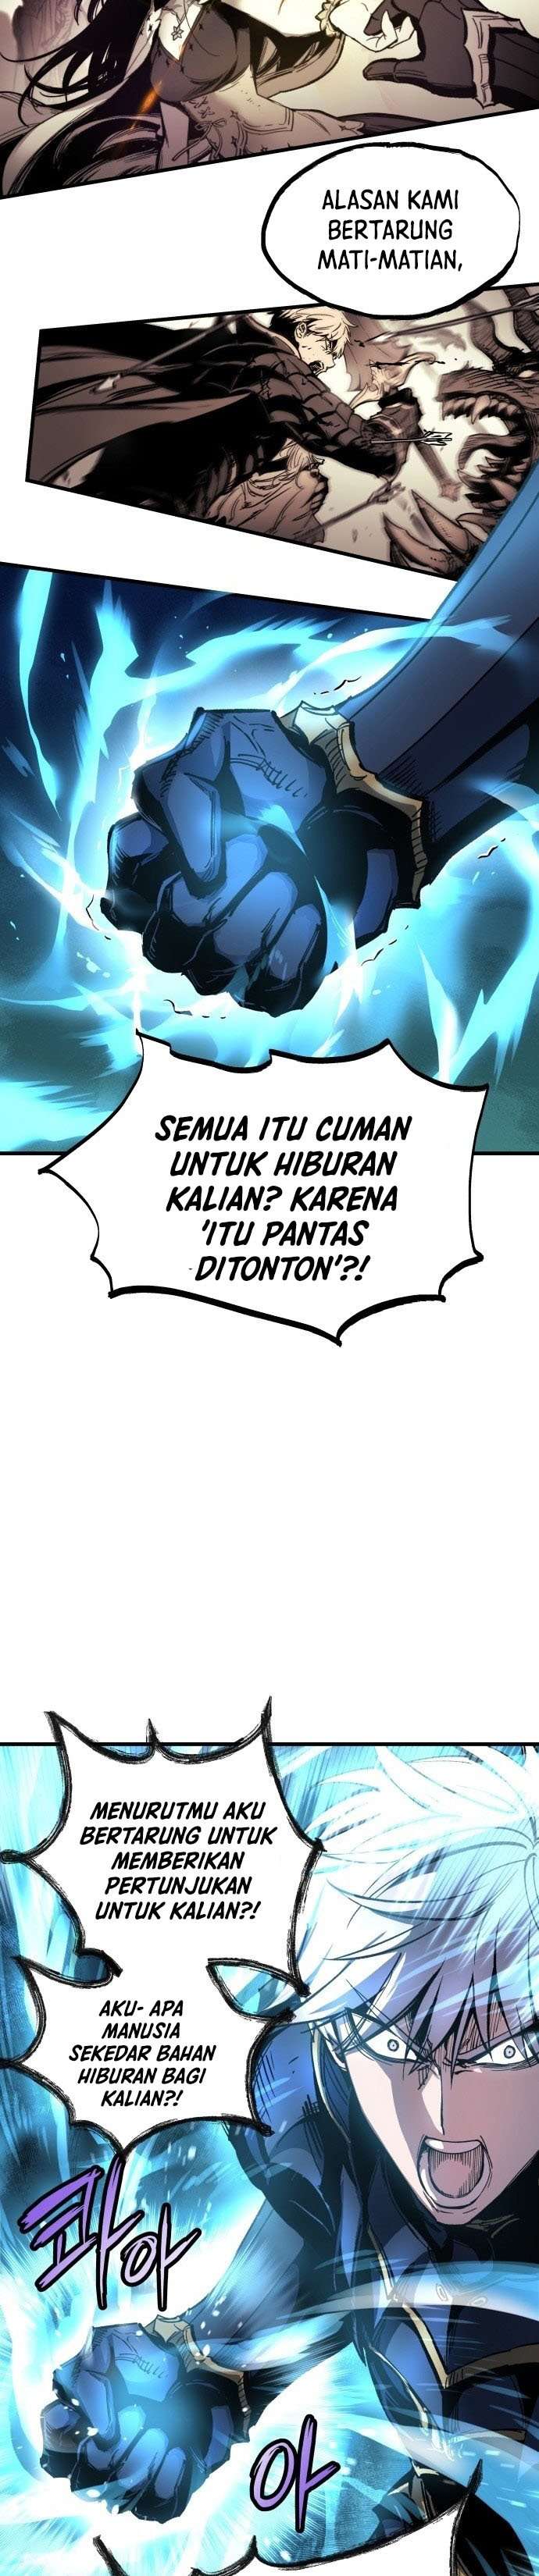 ALASAN KAMI
BERTARUNG
MATI-MATIAN,
SEMUA ITU CUMAN
UNTUK HIBURAN
KALIAN? KARENA
'ITU PANTAS
DITONTON'?!
MENURUTMU AKU
BERTARUNG UNTUK
MEMBERIKAN
PERTUNJUKAN
UNTUK KALIAN?!
AKU- APA
MANUSIA
SEKEDAR BAHAN
HIBURAN BAGI
KALIAN?!
콰아
아